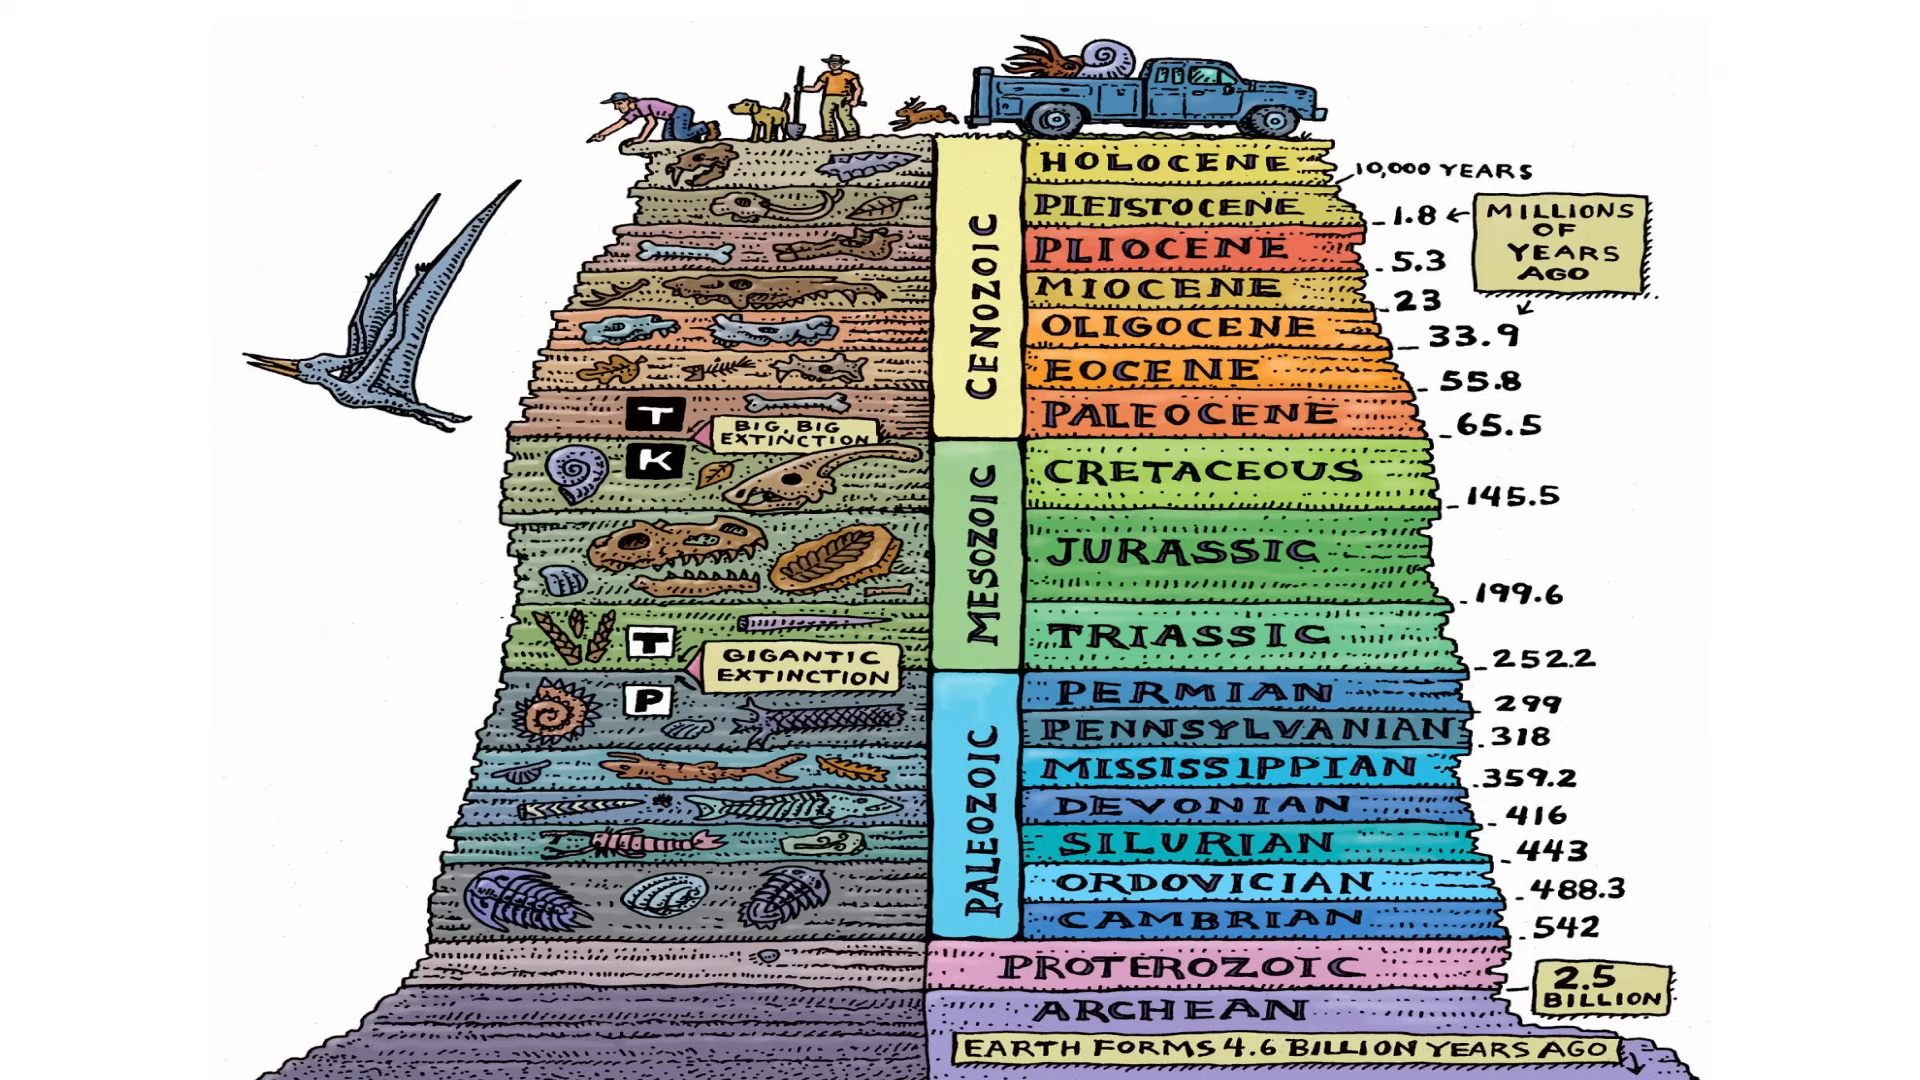 HOLOCENE
10,000 YEARS
PLEISTOCENE
1.8
MILLIONS
OF
YEARS
AGO
PLIOCENE
5.3
MIOCENE
23
OLIGOCENE
33.9
EOCENE
55.8
PALEOCENE
65.5
CENOZOIC
T
BIG, BIG
EXTINCTION
K
CRETACEOUS
145.5
JURASSIC
199.6
TRIASSIC
252.2
MESOZOIC
T
GIGANTIC
EXTINCTION
P
PERMIAN
299
PENNSYLVANIAN
318
MISSISSIPPIAN
359.2
DEVONIAN
416
SILURIAN
443
ORDOVICIAN
488.3
CAMBRIAN
542
PALEOZOIC
PROTEROZOIC
2.5
BILLION
ARCHEAN
EARTH FORMS 4.6 BILLION YEARS AGO